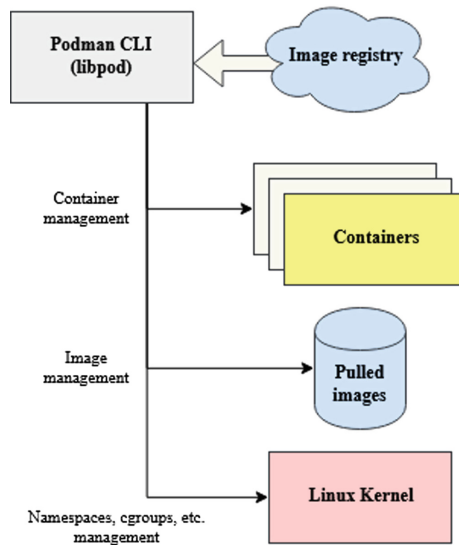 Podman CLI
(libpod)
Image registry
Container
management
Containers
Image
management
Pulled
images
Linux Kernel
Namespaces, cgroups, etc.
management